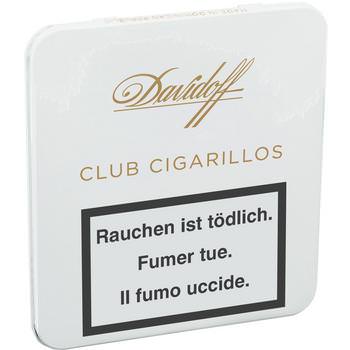 Davidoff
CLUB CIGARILLOS
Rauchen ist tödlich.
Fumer tue.
Il fumo uccide.